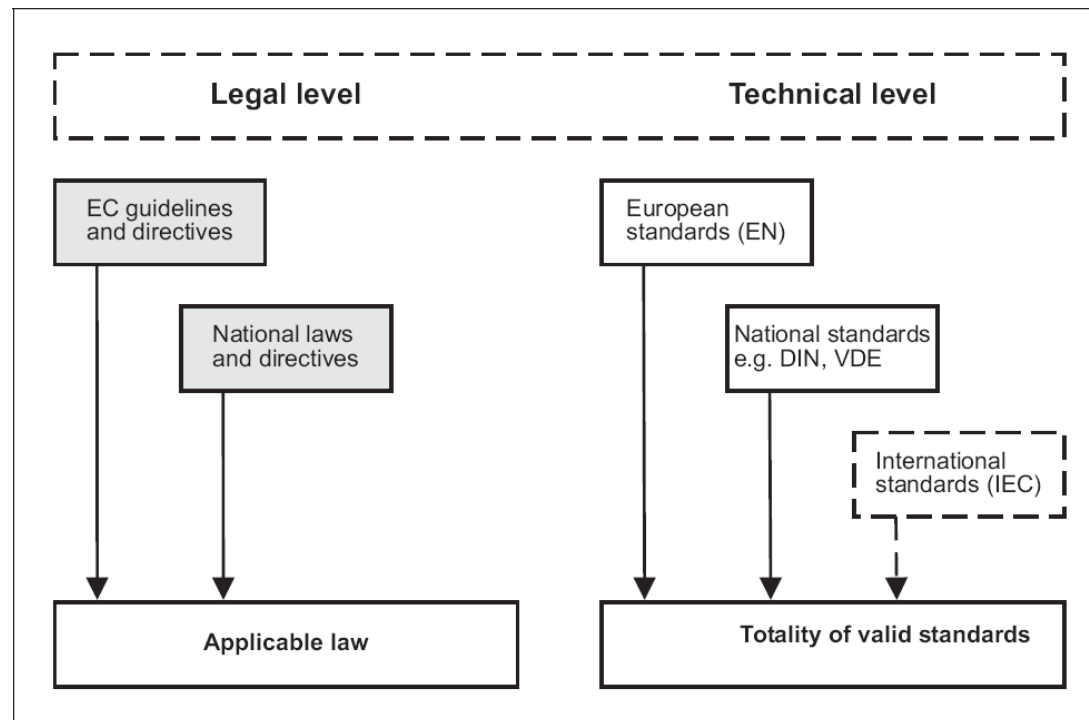 Legal level
Technical level
EC guidelines
and directives
European
standards (EN)
National laws
and directives
National standards
e.g. DIN, VDE
International
standards (IEC)
Applicable law
Totality of valid standards